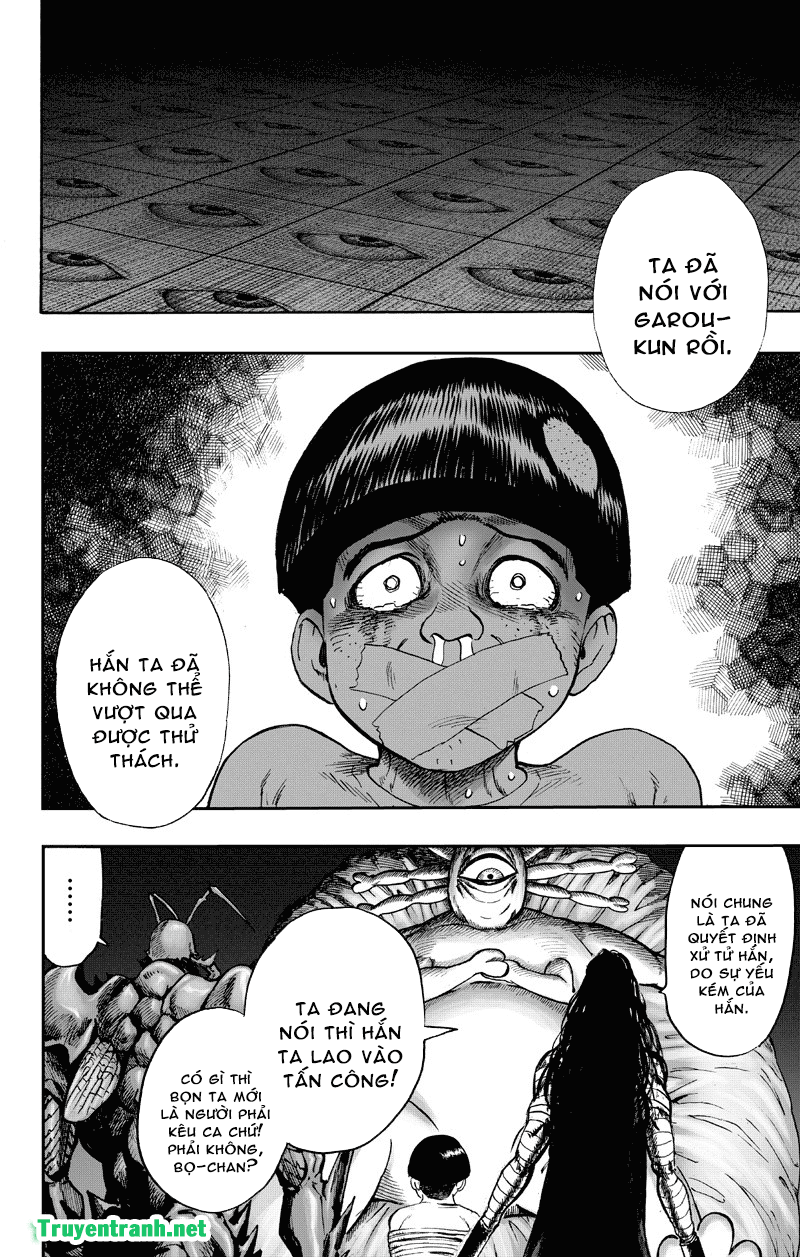 TA ĐÃ
NÓI VỚI
GAROU-
KUN RỒI.
HẮN TA ĐÃ
KHÔNG THỂ
VƯỢT QUA
ĐƯỢC THỬ
THÁCH.
NÓI CHUNG
LÀ TA ĐÃ
QUYẾT ĐỊNH
XỬ TỬ HẮN,
DO SỰ YẾU
KÉM CỦA
HẮN.
TA ĐANG
NÓI THÌ HẮN
TA LAO VÀO
TẤN CÔNG!
CÓ GÌ THÌ
BỌN TA MỚI
LÀ NGƯỜI PHẢI
KÊU CA CHỨ!
PHẢI KHÔNG,
BỌ-CHAN?
......
Truyentranh.net